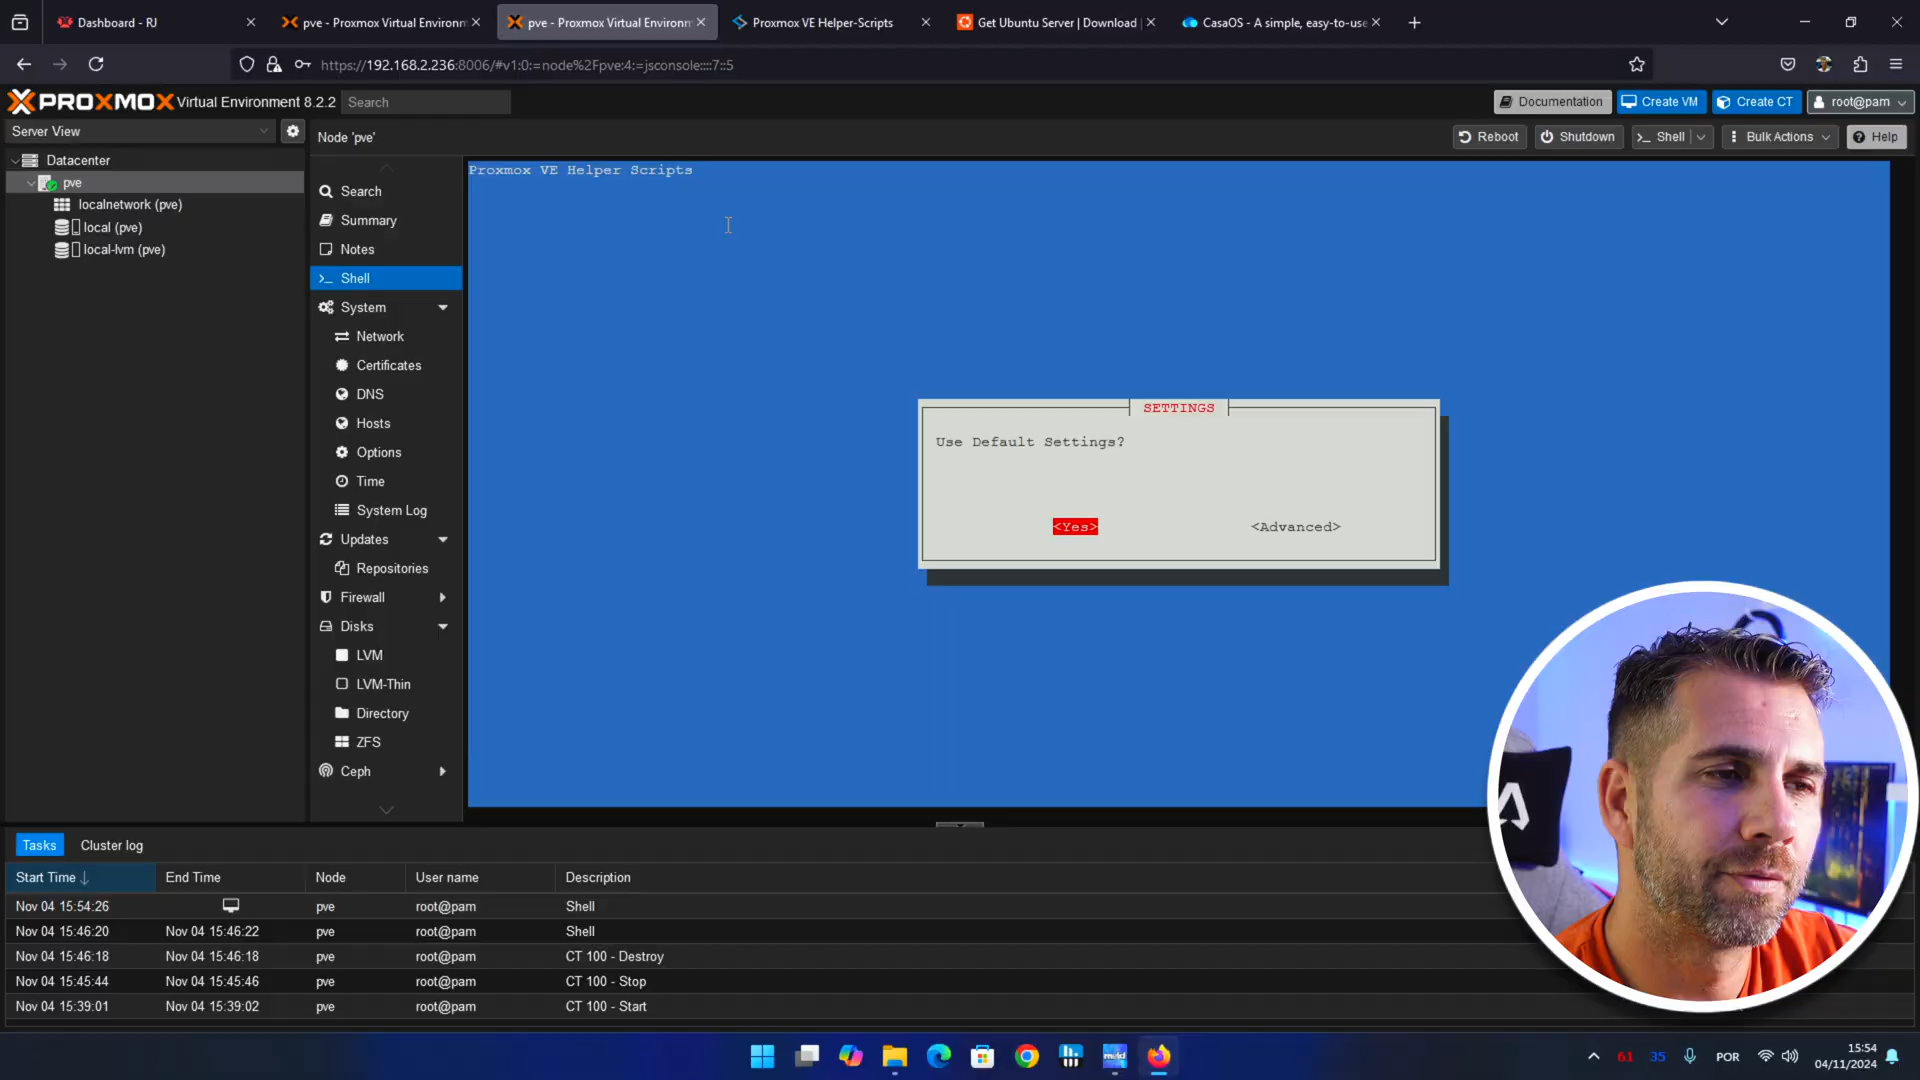 Dashboard - RJ
pve - Proxmox Virtual Environm
pve - Proxmox Virtual Environm
Proxmox VE Helper-Scripts
Get Ubuntu Server | Download
CasaOS - A simple, easy-to-use
https://192.168.2.236:8006/#v1:0:=node%2Fpve:4:=jsconsole::::7::5
PROXMOX Virtual Environment 8.2.2
Search
Documentation
Create VM
Create CT
root@pam
Server View
Node 'pve'
Reboot
Shutdown
Shell
Bulk Actions
Help
Datacenter
pve
localnetwork (pve)
local (pve)
local-lvm (pve)
Search
Summary
Notes
Shell
System
Network
Certificates
DNS
Hosts
Options
Time
System Log
Updates
Repositories
Firewall
Disks
LVM
LVM-Thin
Directory
ZFS
Ceph
Proxmox VE Helper Scripts
SETTINGS
Use Default Settings?
<Yes>
<Advanced>
Tasks
Cluster log
Start Time
End Time
Node
User name
Description
Nov 04 15:54:26
pve
root@pam
Shell
Nov 04 15:46:20
Nov 04 15:46:22
pve
root@pam
Shell
Nov 04 15:46:18
Nov 04 15:46:18
pve
root@pam
CT 100 - Destroy
Nov 04 15:45:44
Nov 04 15:45:46
pve
root@pam
CT 100 - Stop
Nov 04 15:39:01
Nov 04 15:39:02
pve
root@pam
CT 100 - Start
61
35
POR
15:54
04/11/2024